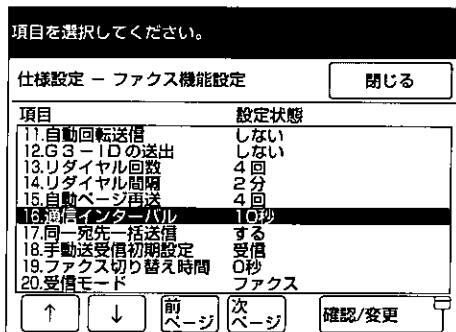 項目を選択してください。
仕様設定 － ファクス機能設定 閉じる
項目 設定状態
11.自動回転送信 しない
12.G3－IDの送出 しない
13.リダイヤル回数 4回
14.リダイヤル間隔 2分
15.自動ページ再送 4回
16.通信インターバル 10秒
17.同一宛先一括送信 する
18.手動送受信初期設定 受信
19.ファクス切り替え時間 0秒
20.受信モード ファクス
↑ ↓ 前ページ 次ページ 確認/変更